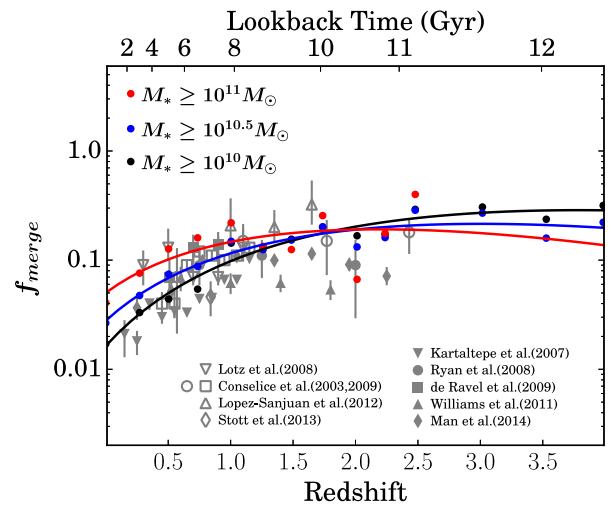 Lookback Time (Gyr)
2 4 6 8 10 11 12
M* ≥ 10^11 M⊙
M* ≥ 10^10.5 M⊙
M* ≥ 10^10 M⊙
1.0
0.1
0.01
f_merge
Lotz et al.(2008)
Conselice et al.(2003,2009)
Lopez-Sanjuan et al.(2012)
Stott et al.(2013)
Kartaltepe et al.(2007)
Ryan et al.(2008)
de Ravel et al.(2009)
Williams et al.(2011)
Man et al.(2014)
0.5 1.0 1.5 2.0 2.5 3.0 3.5
Redshift